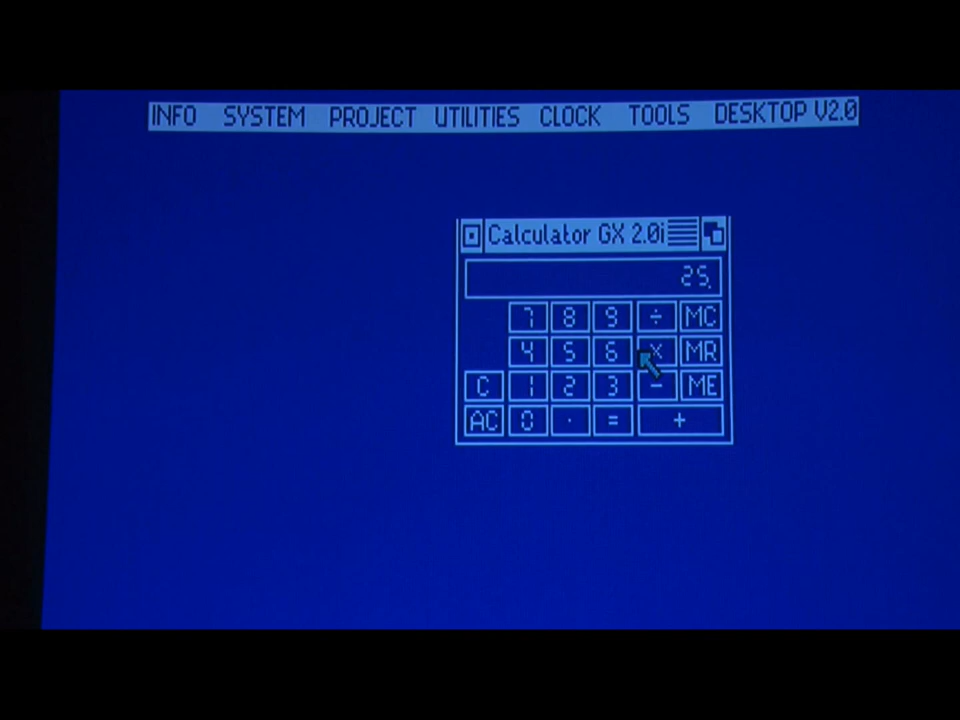 INFO SYSTEM PROJECT UTILITIES CLOCK TOOLS DESKTOP V2.0
Calculator GX 2.0i
25.
7 8 9 ÷ MC
4 5 6 x MR
C 1 2 3 - ME
AC 0 . = +